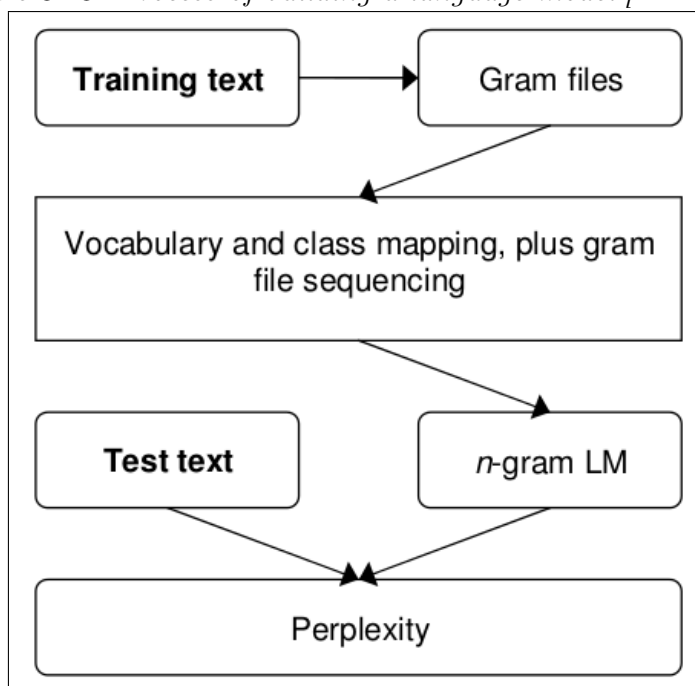 Training text
Gram files
Vocabulary and class mapping, plus gram
file sequencing
Test text
n-gram LM
Perplexity